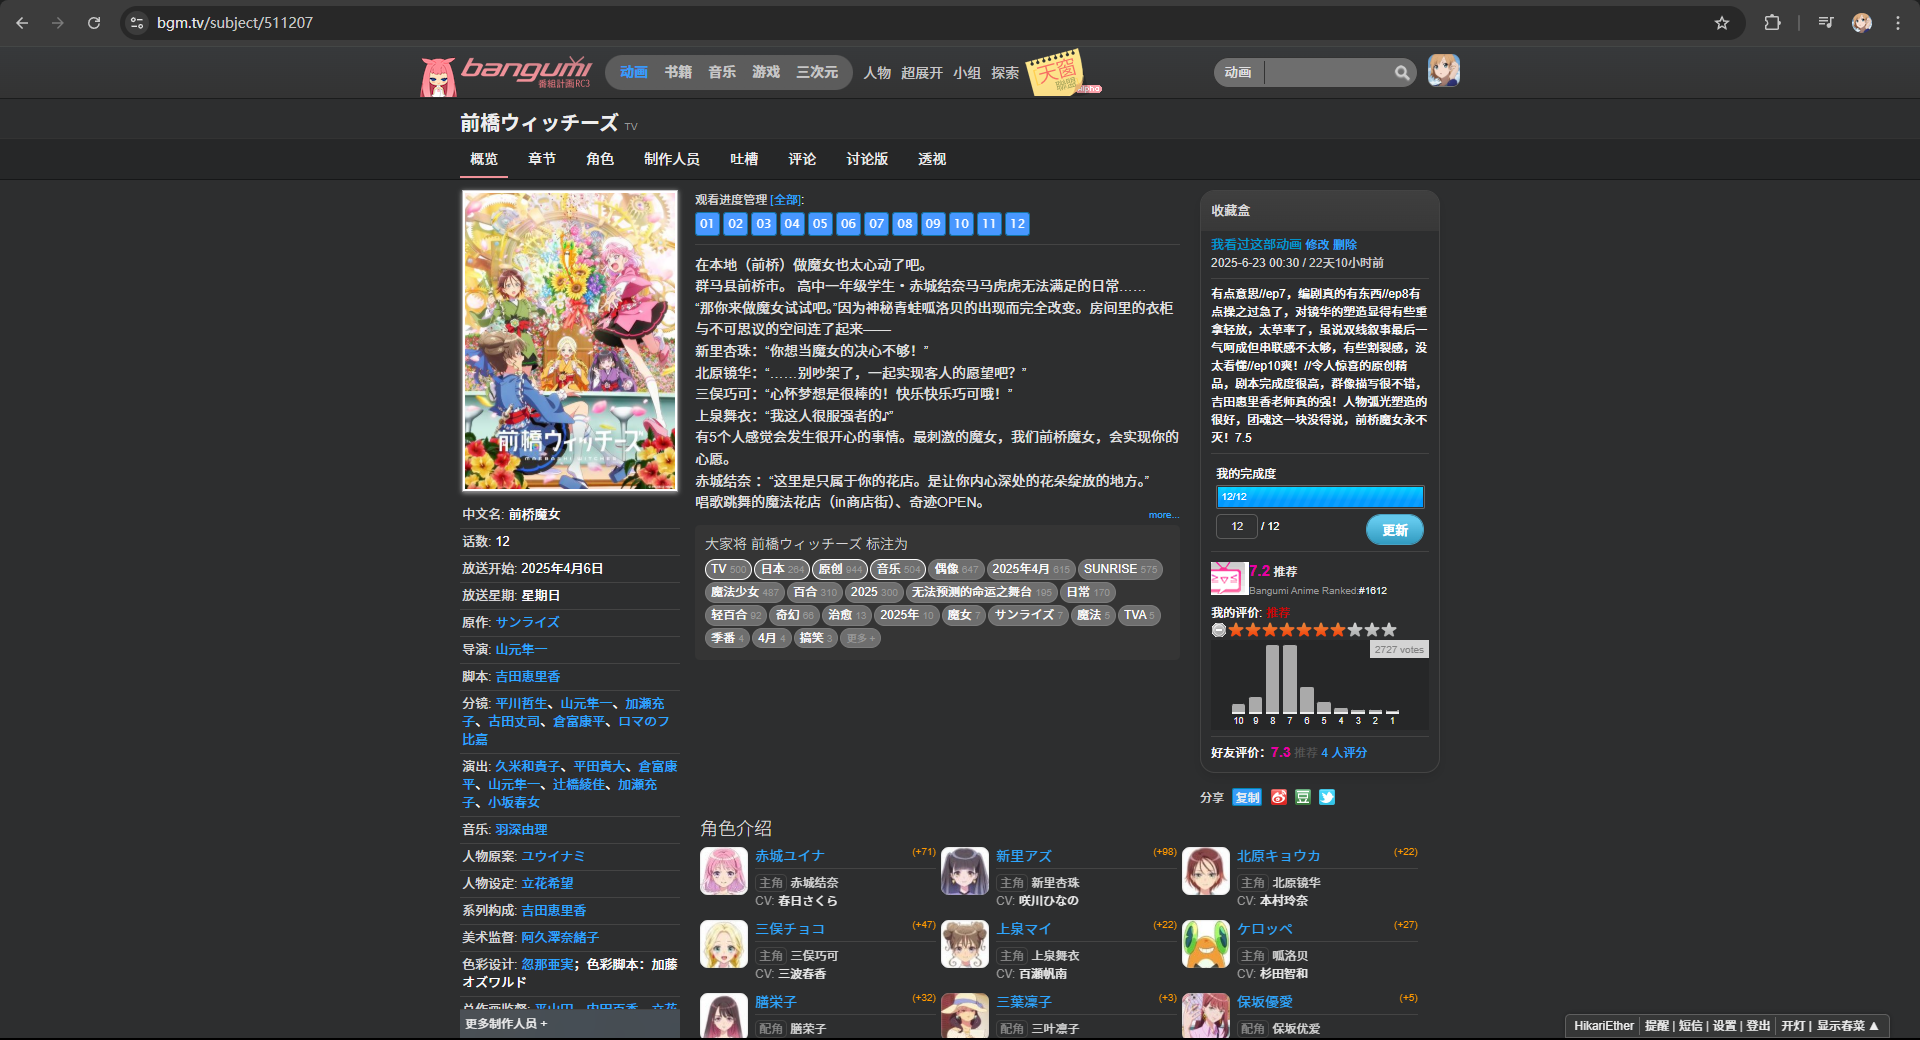 bgm.tv/subject/511207
bangumi
番組計画RC3
动画 书籍 音乐 游戏 三次元 人物 超展开 小组 探索
天窗
聯盟
alpha
动画
前橋ウィッチーズ TV
概览 章节 角色 制作人员 吐槽 评论 讨论版 透视
前橋ウィッチーズ
MAEBASHI WITCHES
中文名: 前桥魔女
话数: 12
放送开始: 2025年4月6日
放送星期: 星期日
原作: サンライズ
导演: 山元隼一
脚本: 吉田恵里香
分镜: 平川哲生、山元隼一、加瀬充
子、古田丈司、倉富康平、ロマのフ
比嘉
演出: 久米和貴子、平田貴大、倉富康
平、山元隼一、辻橋綾佳、加瀬充
子、小坂春女
音乐: 羽深由理
人物原案: ユウイナミ
人物设定: 立花希望
系列构成: 吉田恵里香
美术监督: 阿久澤奈緒子
色彩设计: 忽那亜実；色彩脚本：加藤
オズワルド
更多制作人员 +
观看进度管理 [全部]:
01 02 03 04 05 06 07 08 09 10 11 12
在本地（前桥）做魔女也太心动了吧。
群马县前桥市。 高中一年级学生・赤城结奈马马虎虎无法满足的日常……
“那你来做魔女试试吧。”因为神秘青蛙呱洛贝的出现而完全改变。房间里的衣柜
与不可思议的空间连了起来——
新里杏珠：“你想当魔女的决心不够！”
北原镜华：“……别吵架了，一起实现客人的愿望吧？”
三俣巧可：“心怀梦想是很棒的！快乐快乐巧可哦！”
上泉舞衣：“我这人很服强者的♪”
有5个人感觉会发生很开心的事情。最刺激的魔女，我们前桥魔女，会实现你的
心愿。
赤城结奈 ：“这里是只属于你的花店。是让你内心深处的花朵绽放的地方。”
唱歌跳舞的魔法花店（in商店街）、奇迹OPEN。
more...
大家将 前橋ウィッチーズ 标注为
TV 500 日本 264 原创 944 音乐 504 偶像 647 2025年4月 615 SUNRISE 575
魔法少女 487 百合 310 2025 300 无法预测的命运之舞台 195 日常 170
轻百合 92 奇幻 66 治愈 13 2025年 10 魔女 7 サンライズ 7 魔法 5 TVA 5
季番 4 4月 4 搞笑 3 更多 +
收藏盒
我看过这部动画 修改 删除
2025-6-23 00:30 / 22天10小时前
有点意思//ep7，编剧真的有东西//ep8有
点操之过急了，对镜华的塑造显得有些重
拿轻放，太草率了，虽说双线叙事最后一
气呵成但串联感不太够，有些割裂感，没
太看懂//ep10爽！//令人惊喜的原创精
品，剧本完成度很高，群像描写很不错，
吉田惠里香老师真的强！人物弧光塑造的
很好，团魂这一块没得说，前桥魔女永不
灭！7.5
我的完成度
12/12
12 / 12 更新
7.2 推荐
Bangumi Anime Ranked:#1612
我的评价: 推荐
2727 votes
10 9 8 7 6 5 4 3 2 1
好友评价: 7.3 推荐 4 人评分
分享 复制 豆
角色介绍
赤城ユイナ (+71)
主角 赤城结奈
CV: 春日さくら
新里アズ (+98)
主角 新里杏珠
CV: 咲川ひなの
北原キョウカ (+22)
主角 北原镜华
CV: 本村玲奈
三俣チョコ (+47)
主角 三俣巧可
CV: 三波春香
上泉マイ (+22)
主角 上泉舞衣
CV: 百瀬帆南
ケロッペ (+27)
主角 呱洛贝
CV: 杉田智和
膳栄子 (+32)
配角 膳荣子
三葉凛子 (+3)
配角 三叶凛子
保坂優愛 (+5)
配角 保坂优爱
HikariEther 提醒 | 短信 | 设置 | 登出 开灯 | 显示春菜 ▲